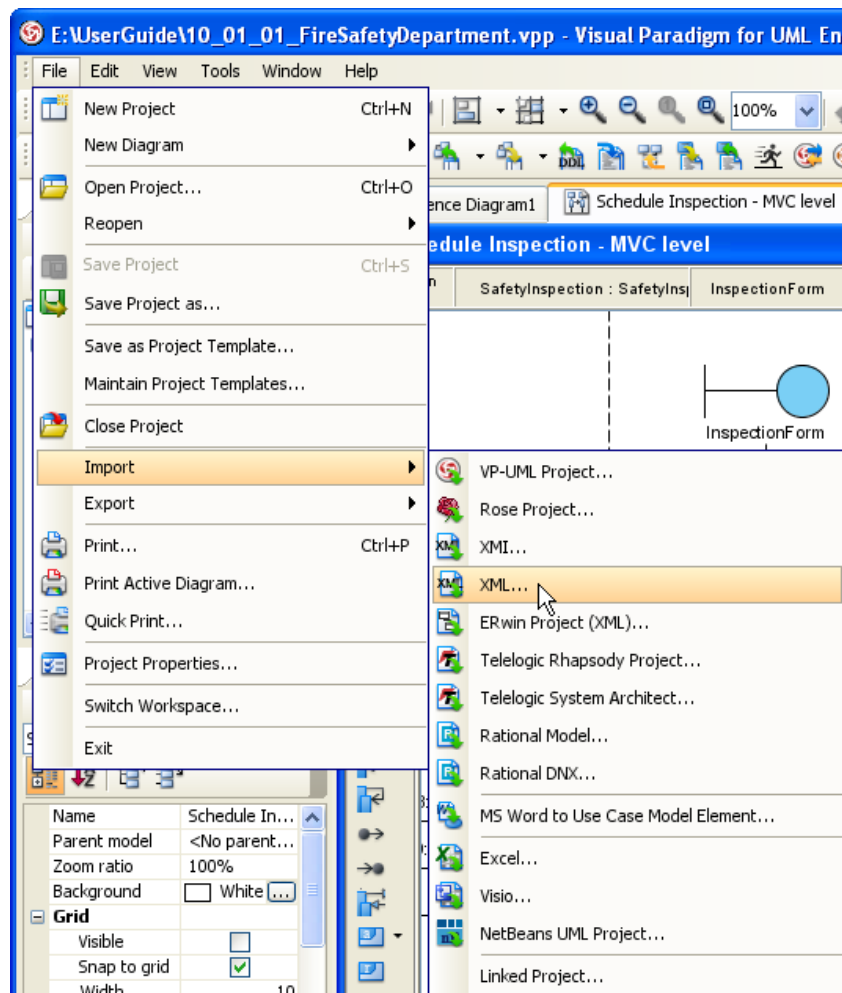 E:\UserGuide\10_01_01_FireSafetyDepartment.vpp - Visual Paradigm for UML En
File Edit View Tools Window Help
New Project Ctrl+N
100%
New Diagram
DDL
Open Project... Ctrl+O
ence Diagram1 Schedule Inspection - MVC level
Reopen
edule Inspection - MVC level
Save Project Ctrl+S
SafetyInspection : SafetyInsp InspectionForm
Save Project as...
Save as Project Template...
Maintain Project Templates...
Close Project
InspectionForm
Import
Export
Print... Ctrl+P
Print Active Diagram...
Quick Print...
Project Properties...
Switch Workspace...
Exit
VP-UML Project...
Rose Project...
XMI...
XML...
ERwin Project (XML)...
Telelogic Rhapsody Project...
Telelogic System Architect...
Rational Model...
Rational DNX...
MS Word to Use Case Model Element...
Excel...
Visio...
NetBeans UML Project...
Linked Project...
Name Schedule In...
Parent model <No parent...
Zoom ratio 100%
Background White ...
Grid
Visible
Snap to grid
Width 10